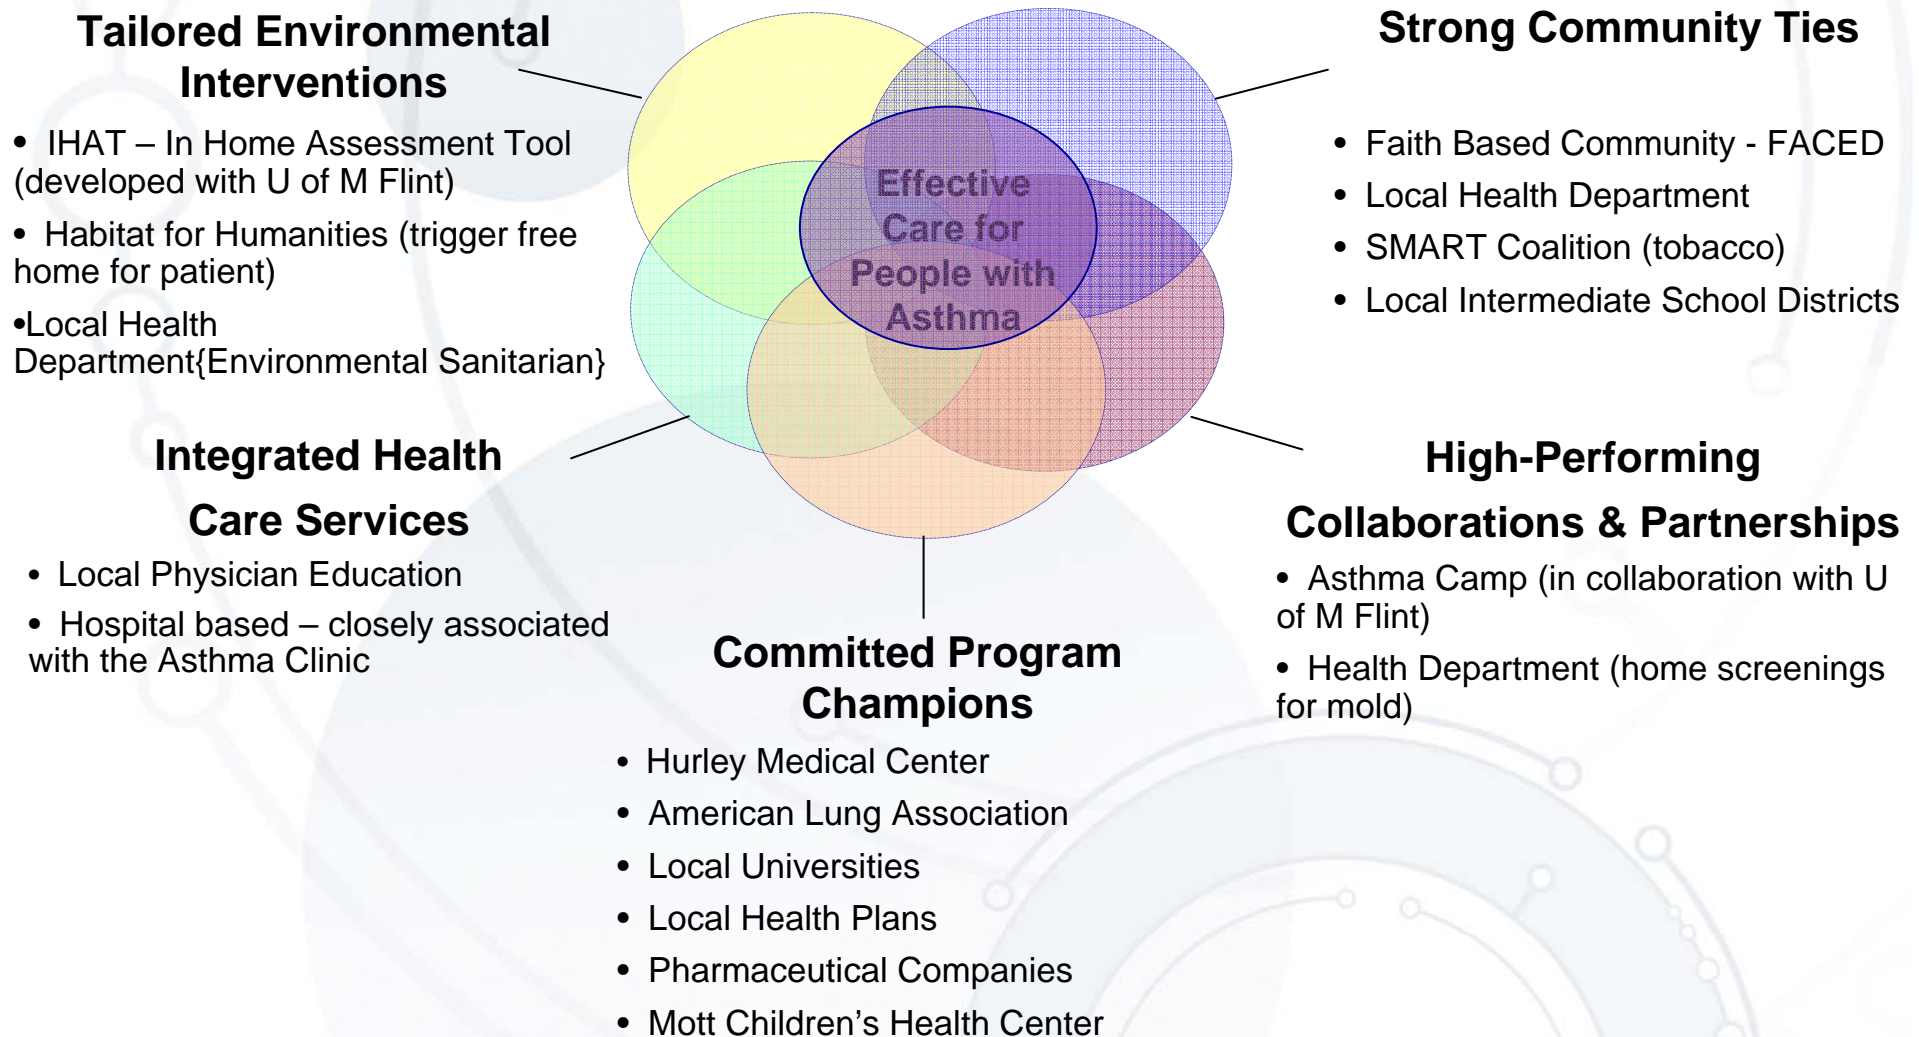 Tailored Environmental
Interventions
• IHAT – In Home Assessment Tool
(developed with U of M Flint)
• Habitat for Humanities (trigger free
home for patient)
•Local Health
Department{Environmental Sanitarian}
Strong Community Ties
• Faith Based Community - FACED
• Local Health Department
• SMART Coalition (tobacco)
• Local Intermediate School Districts
Effective
Care for
People with
Asthma
Integrated Health
Care Services
• Local Physician Education
• Hospital based – closely associated
with the Asthma Clinic
High-Performing
Collaborations & Partnerships
• Asthma Camp (in collaboration with U
of M Flint)
• Health Department (home screenings
for mold)
Committed Program
Champions
• Hurley Medical Center
• American Lung Association
• Local Universities
• Local Health Plans
• Pharmaceutical Companies
• Mott Children’s Health Center